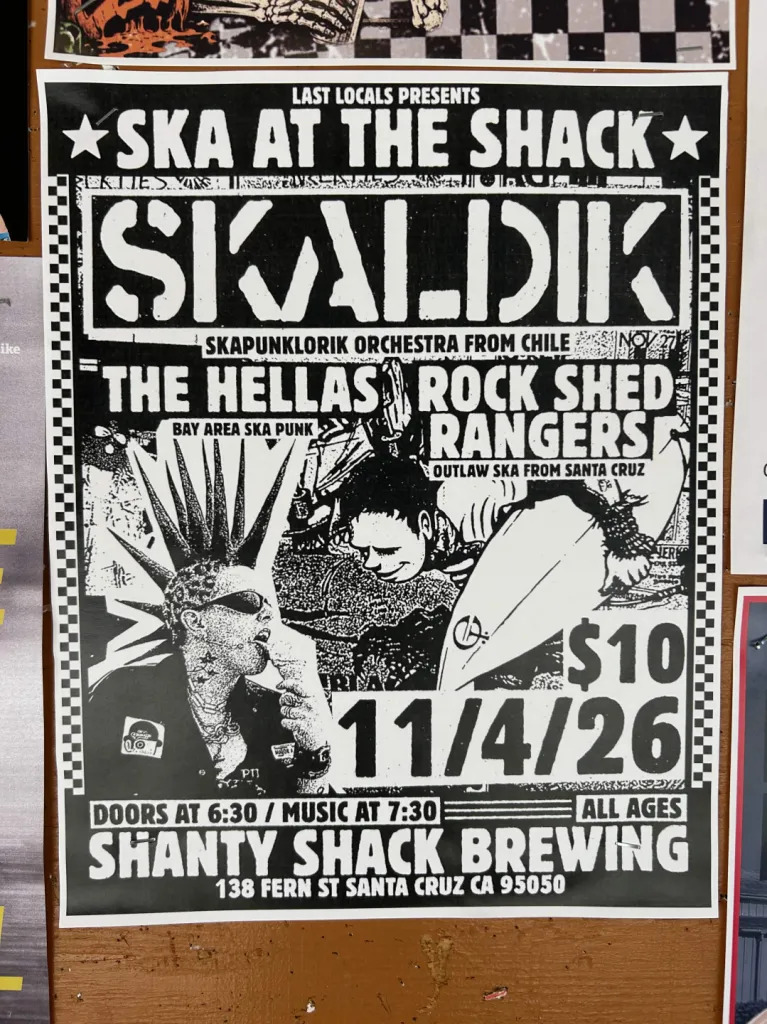 LAST LOCALS PRESENTS
SKA AT THE SHACK
SKALDIK
SKAPUNKLORIK ORCHESTRA FROM CHILE
NOV 27
THE HELLAS
BAY AREA SKA PUNK
ROCK SHED
RANGERS
OUTLAW SKA FROM SANTA CRUZ
$10
11/4/26
DOORS AT 6:30 / MUSIC AT 7:30
ALL AGES
SHANTY SHACK BREWING
138 FERN ST SANTA CRUZ CA 95050